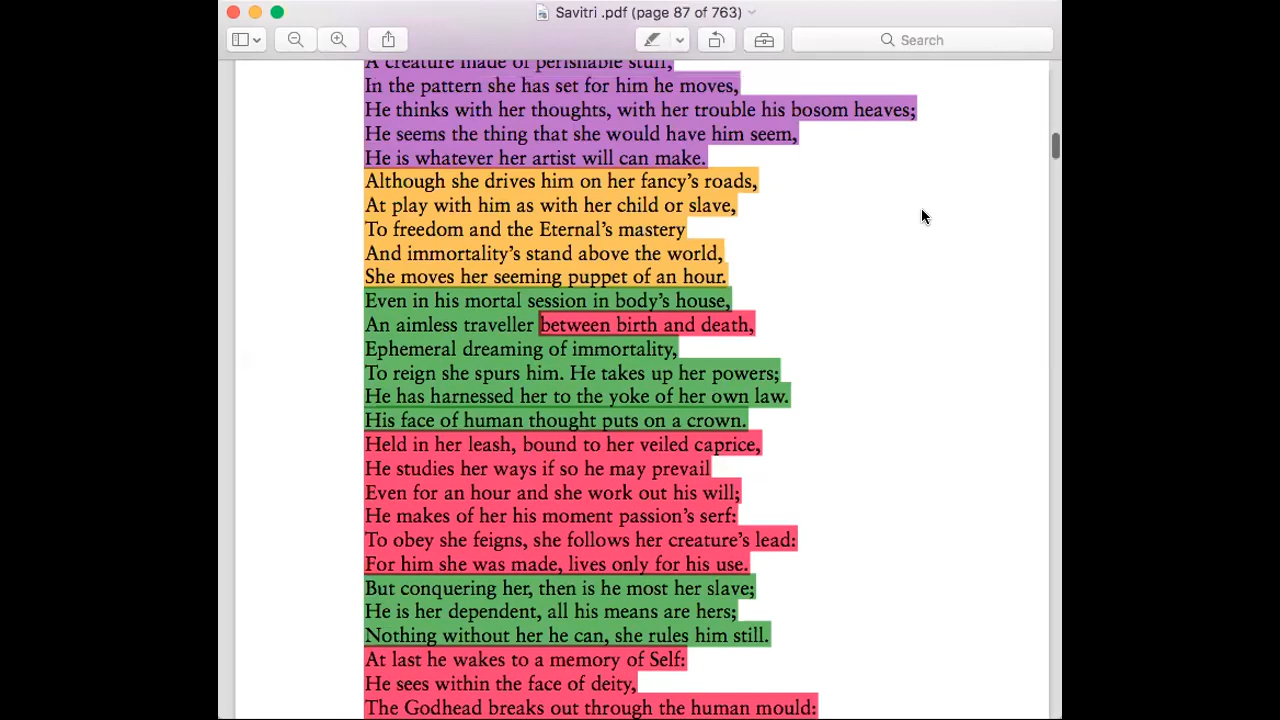 Savitri .pdf (page 87 of 763)
Search
A creature made of perishable stuff,
In the pattern she has set for him he moves,
He thinks with her thoughts, with her trouble his bosom heaves;
He seems the thing that she would have him seem,
He is whatever her artist will can make.
Although she drives him on her fancy’s roads,
At play with him as with her child or slave,
To freedom and the Eternal’s mastery
And immortality’s stand above the world,
She moves her seeming puppet of an hour.
Even in his mortal session in body’s house,
An aimless traveller between birth and death,
Ephemeral dreaming of immortality,
To reign she spurs him. He takes up her powers;
He has harnessed her to the yoke of her own law.
His face of human thought puts on a crown.
Held in her leash, bound to her veiled caprice,
He studies her ways if so he may prevail
Even for an hour and she work out his will;
He makes of her his moment passion’s serf:
To obey she feigns, she follows her creature’s lead:
For him she was made, lives only for his use.
But conquering her, then is he most her slave;
He is her dependent, all his means are hers;
Nothing without her he can, she rules him still.
At last he wakes to a memory of Self:
He sees within the face of deity,
The Godhead breaks out through the human mould: